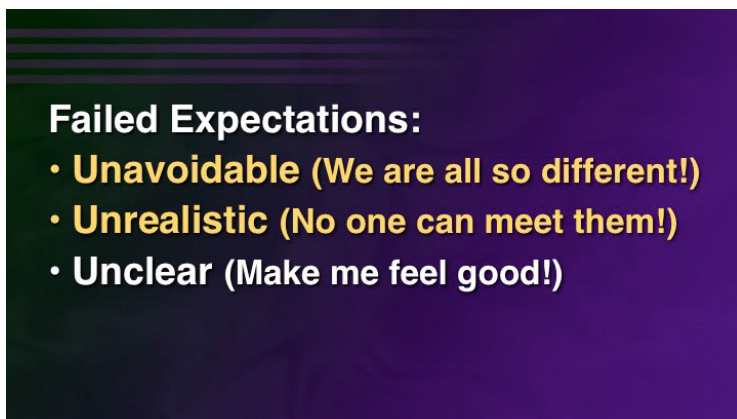 Failed Expectations:
• Unavoidable (We are all so different!)
• Unrealistic (No one can meet them!)
• Unclear (Make me feel good!)